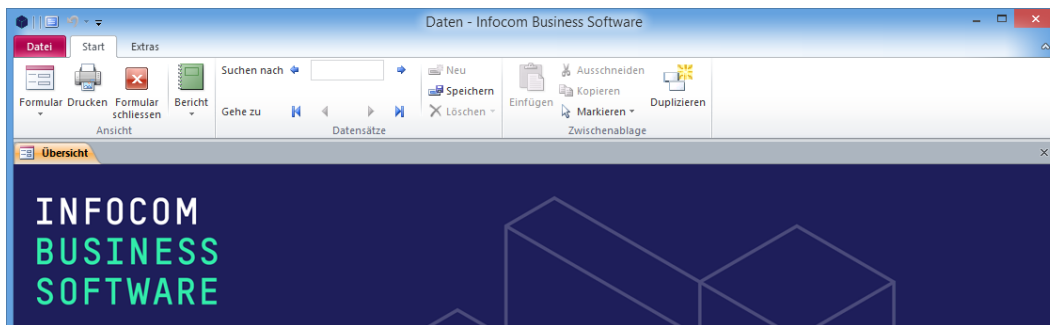 Daten - Infocom Business Software
Datei Start Extras
Formular Drucken Formular schliessen Bericht
Ansicht
Suchen nach
Gehe zu
Neu
Speichern
Löschen
Datensätze
Einfügen
Ausschneiden
Kopieren
Markieren
Duplizieren
Zwischenablage
Übersicht
INFOCOM
BUSINESS
SOFTWARE